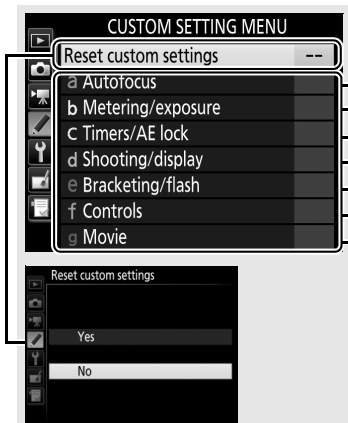 CUSTOM SETTING MENU
Reset custom settings --
a Autofocus
b Metering/exposure
c Timers/AE lock
d Shooting/display
e Bracketing/flash
f Controls
g Movie
Reset custom settings
Yes
No